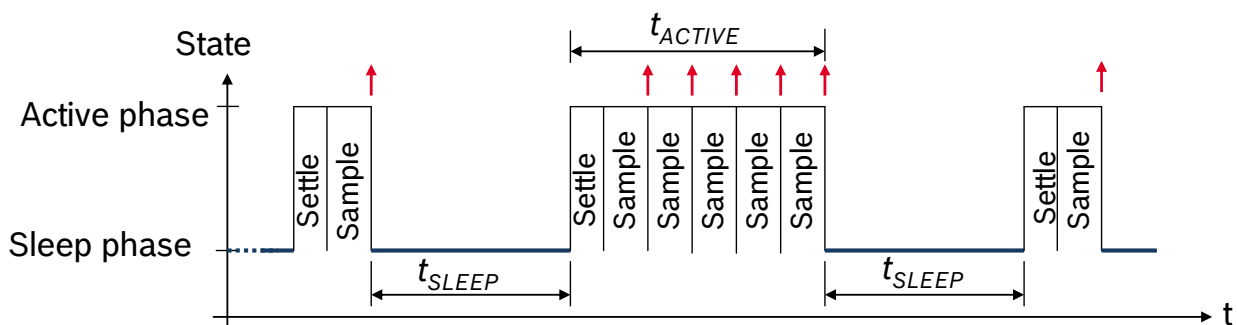 State
t_ACTIVE
Active phase
Settle
Sample
Settle
Sample
Sample
Sample
Sample
Sample
Settle
Sample
Sleep phase
t_SLEEP
t_SLEEP
t